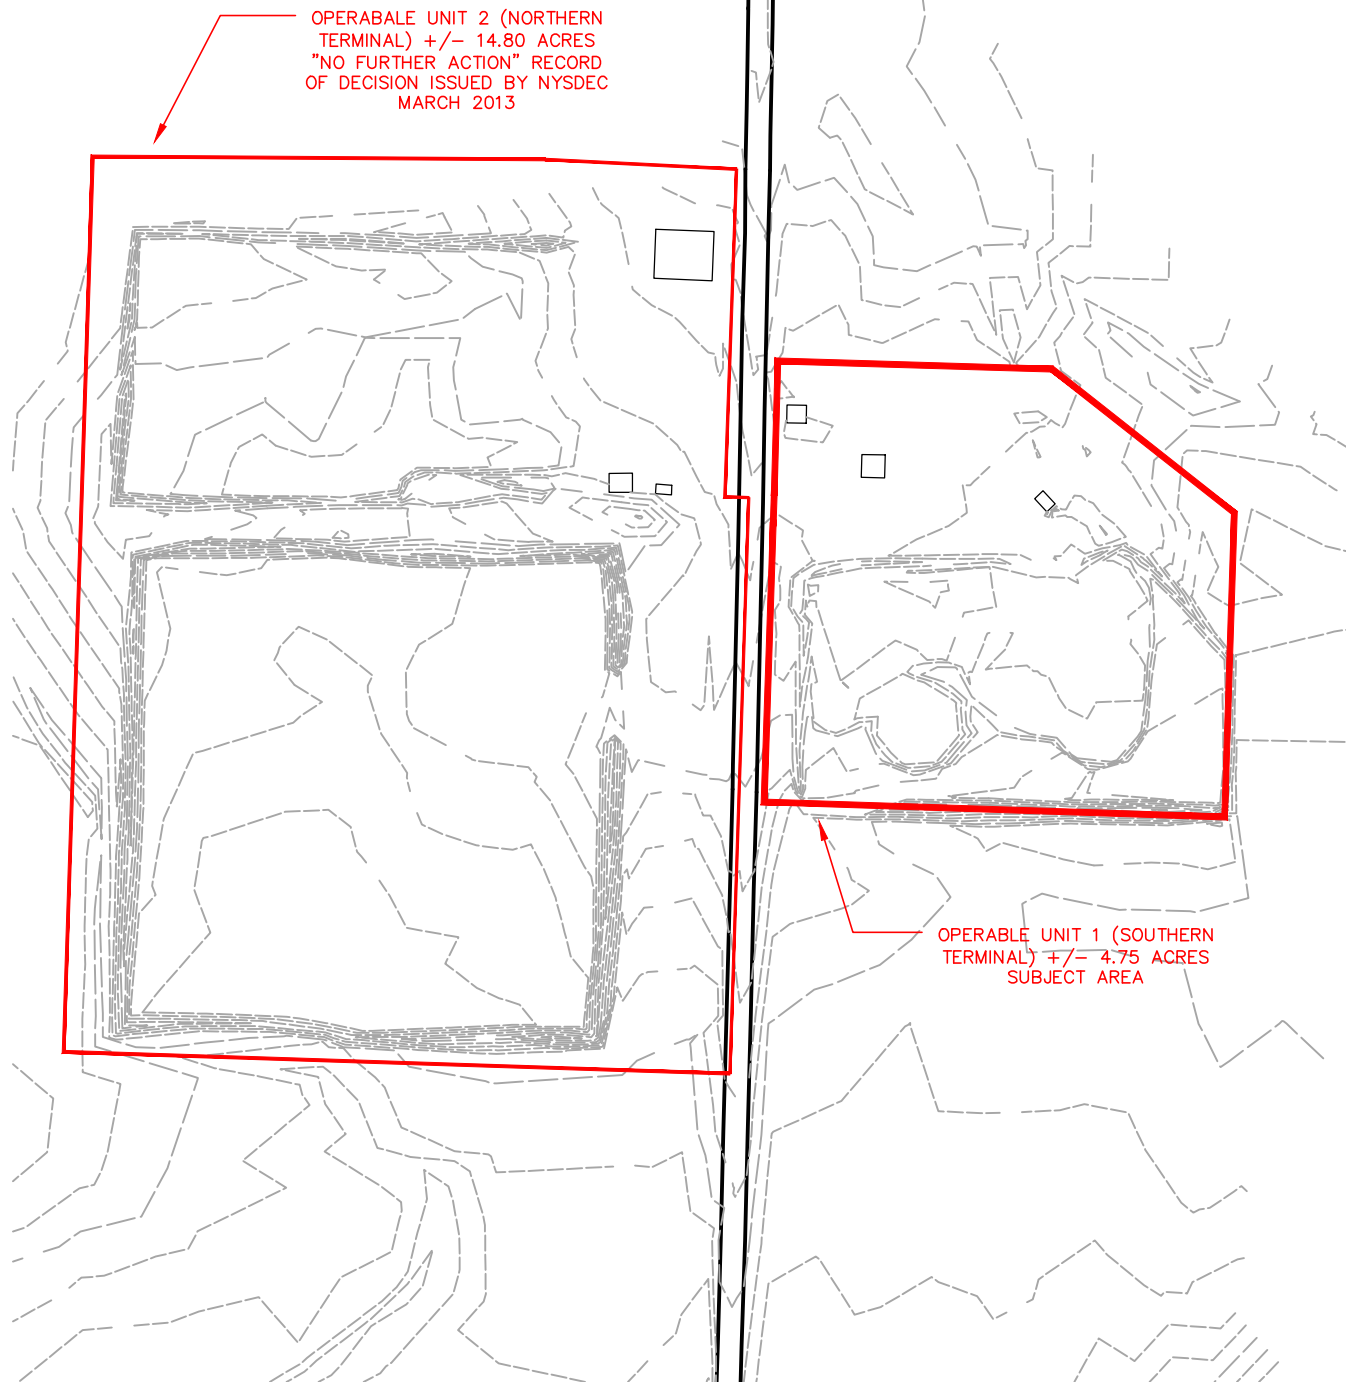 OPERABALE UNIT 2 (NORTHERN
TERMINAL) +/- 14.80 ACRES
"NO FURTHER ACTION" RECORD
OF DECISION ISSUED BY NYSDEC
MARCH 2013
OPERABLE UNIT 1 (SOUTHERN
TERMINAL) +/- 4.75 ACRES
SUBJECT AREA